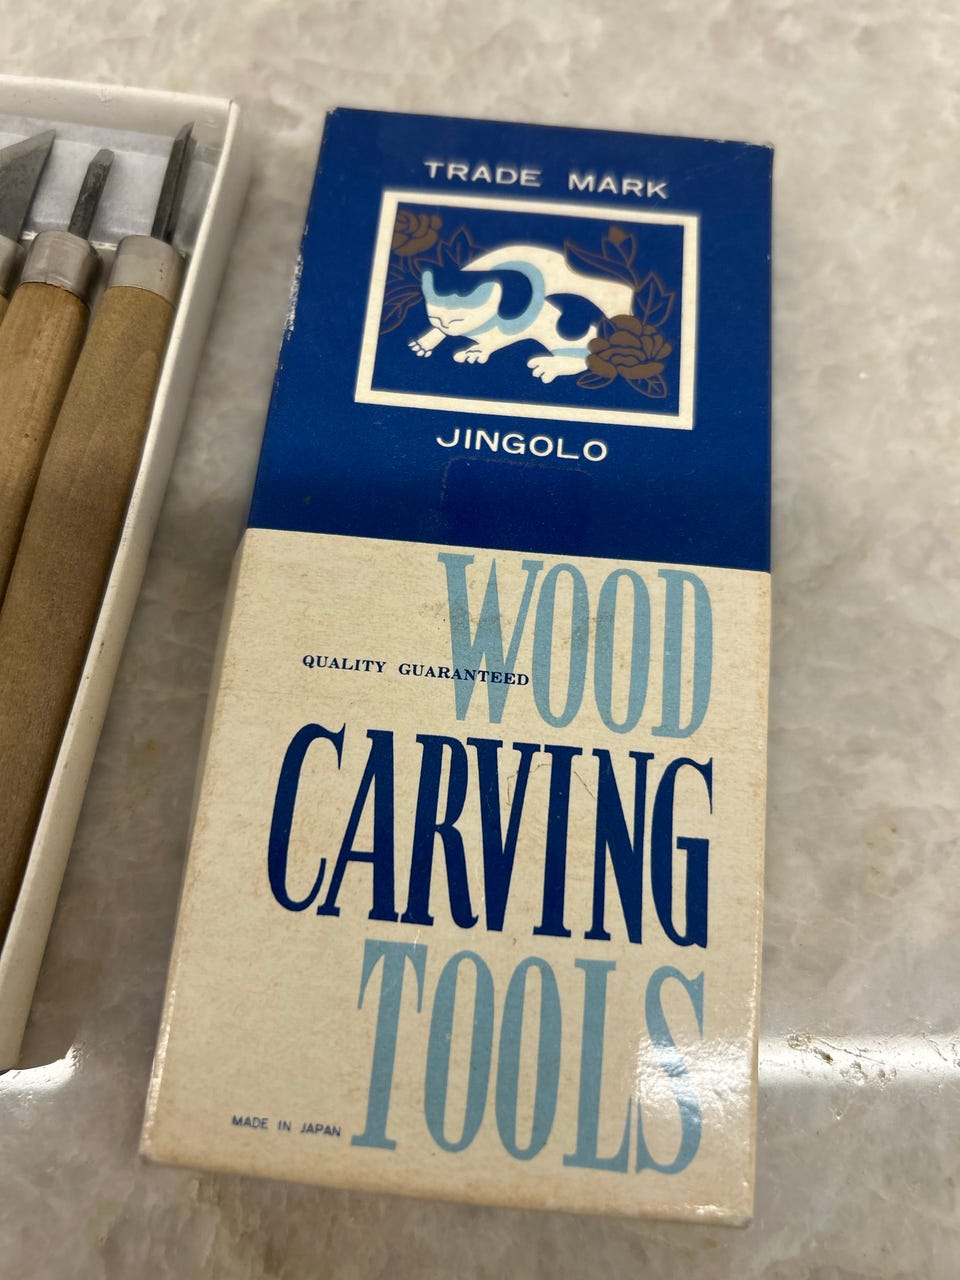 TRADE MARK
JINGOLO
WOOD
QUALITY GUARANTEED
CARVING
TOOLS
MADE IN JAPAN